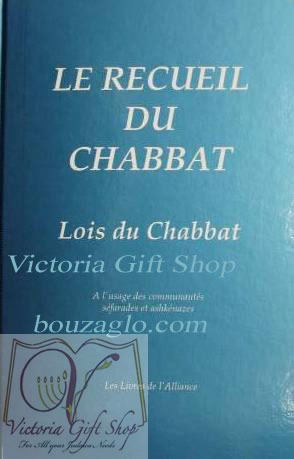 LE RECUEIL
DU
CHABBAT
Lois du Chabbat
Victoria Gift Shop
A l'usage des communautés
séfarades et ashkénazes
bouzaglo.com
Les Livres de l'Alliance
Victoria Gift Shop
For All your Judaica Needs